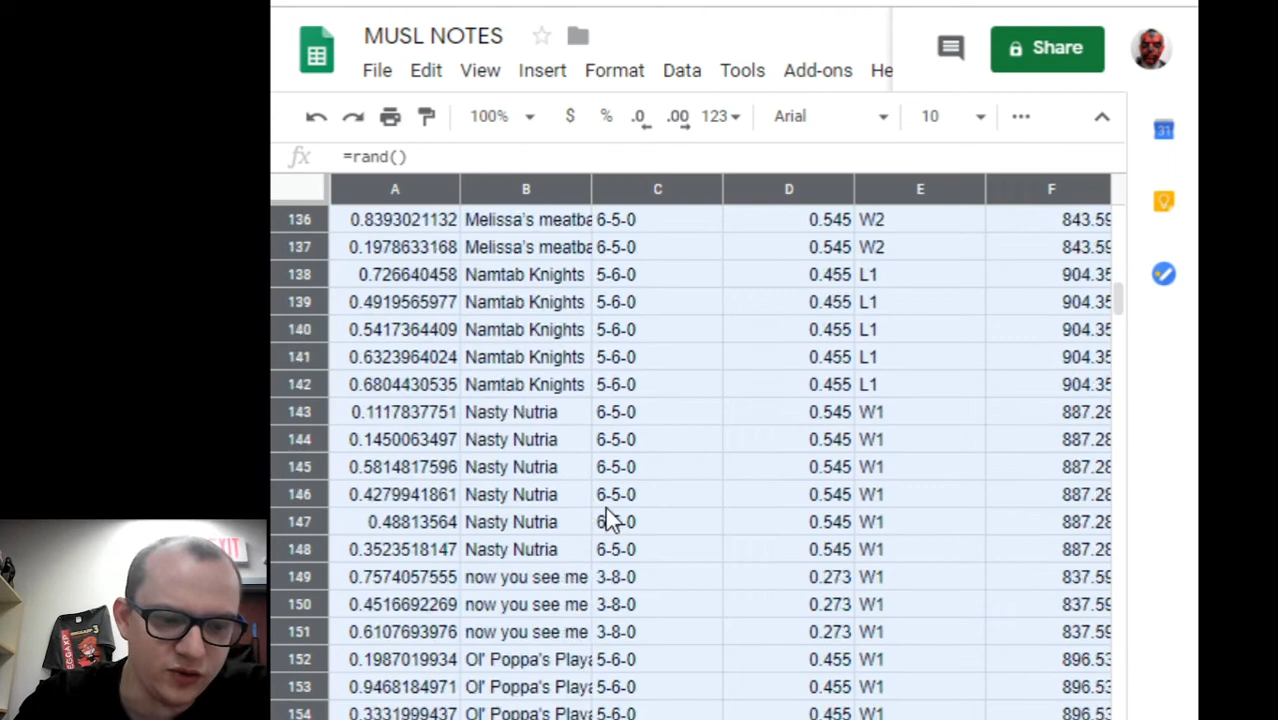 MUSL NOTES
Share
File Edit View Insert Format Data Tools Add-ons He
100% $ % .0 .00 123 Arial 10
31
fx =rand()
A B C D E F
136 0.8393021132 Melissa's meatba 6-5-0 0.545 W2 843.59
137 0.1978633168 Melissa's meatba 6-5-0 0.545 W2 843.59
138 0.726640458 Namtab Knights 5-6-0 0.455 L1 904.35
139 0.4919565977 Namtab Knights 5-6-0 0.455 L1 904.35
140 0.5417364409 Namtab Knights 5-6-0 0.455 L1 904.35
141 0.6323964024 Namtab Knights 5-6-0 0.455 L1 904.35
142 0.6804430535 Namtab Knights 5-6-0 0.455 L1 904.35
143 0.1117837751 Nasty Nutria 6-5-0 0.545 W1 887.28
144 0.1450063497 Nasty Nutria 6-5-0 0.545 W1 887.28
145 0.5814817596 Nasty Nutria 6-5-0 0.545 W1 887.28
146 0.4279941861 Nasty Nutria 6-5-0 0.545 W1 887.28
147 0.48813564 Nasty Nutria 6-5-0 0.545 W1 887.28
148 0.3523518147 Nasty Nutria 6-5-0 0.545 W1 887.28
149 0.7574057555 now you see me 3-8-0 0.273 W1 837.59
150 0.4516692269 now you see me 3-8-0 0.273 W1 837.59
151 0.6107693976 now you see me 3-8-0 0.273 W1 837.59
152 0.1987019934 Ol' Poppa's Playa 5-6-0 0.455 W1 896.53
153 0.9468184971 Ol' Poppa's Playa 5-6-0 0.455 W1 896.53
154 0.3331999437 Ol' Poppa's Playa 5-6-0 0.455 W1 896.53
EXIT